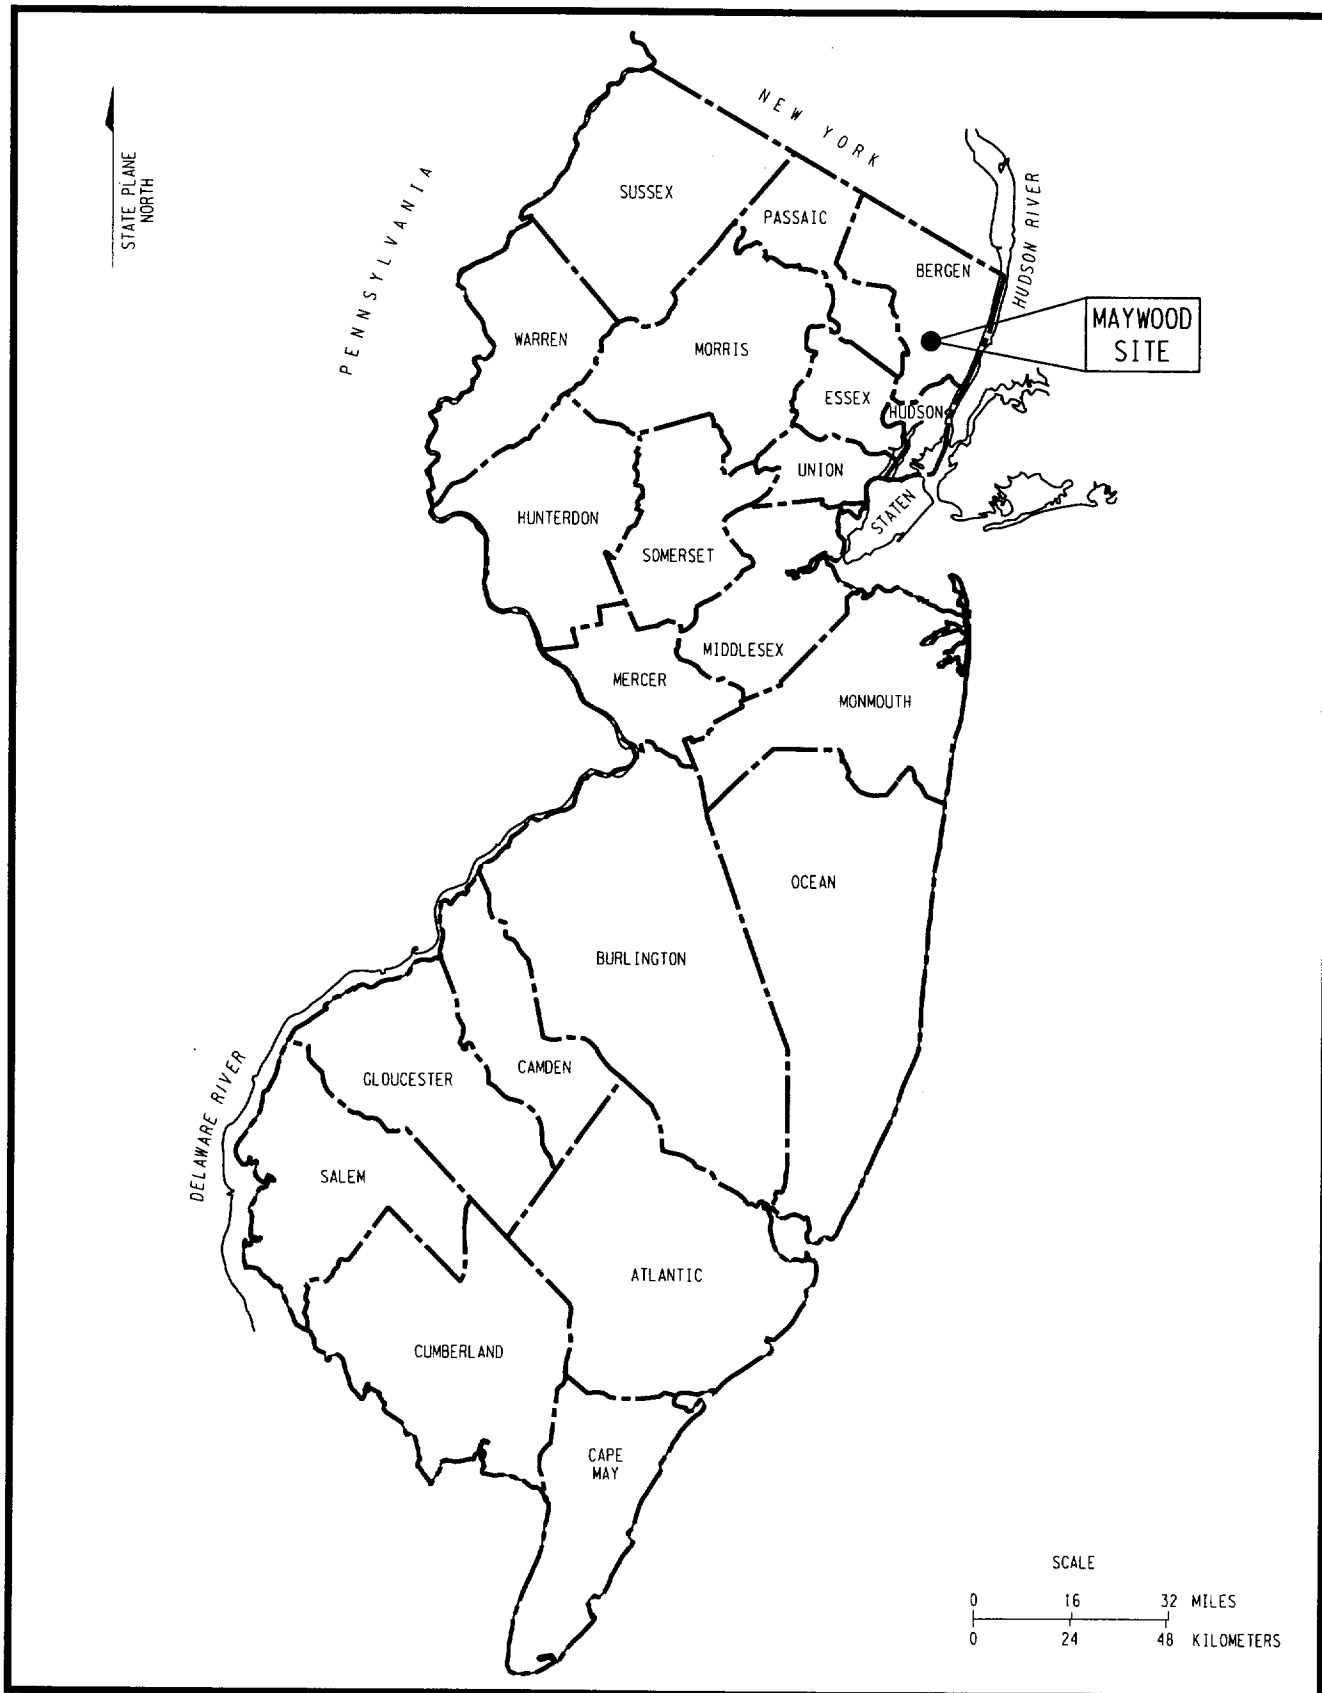 NEW YORK
STATE PLANE
NORTH
PENNSYLVANIA
HUDSON RIVER
SUSSEX
PASSAIC
BERGEN
MAYWOOD
SITE
WARREN
MORRIS
ESSEX
HUDSON
UNION
HUNTERDON
STATEN
SOMERSET
MIDDLESEX
MERCER
MONMOUTH
OCEAN
BURLINGTON
CAMDEN
GLOUCESTER
DELAWARE RIVER
SALEM
ATLANTIC
CUMBERLAND
CAPE
MAY
SCALE
0 16 32 MILES
0 24 48 KILOMETERS